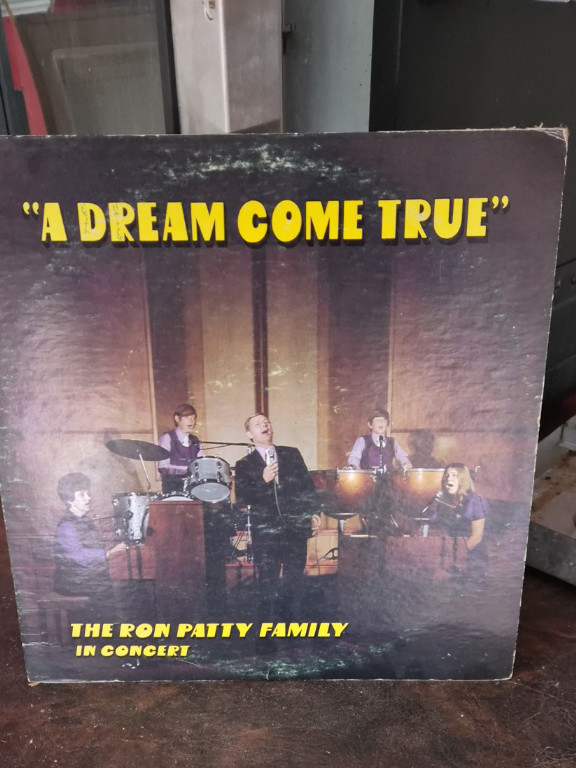 "A DREAM COME TRUE"
THE RON PATTY FAMILY
IN CONCERT